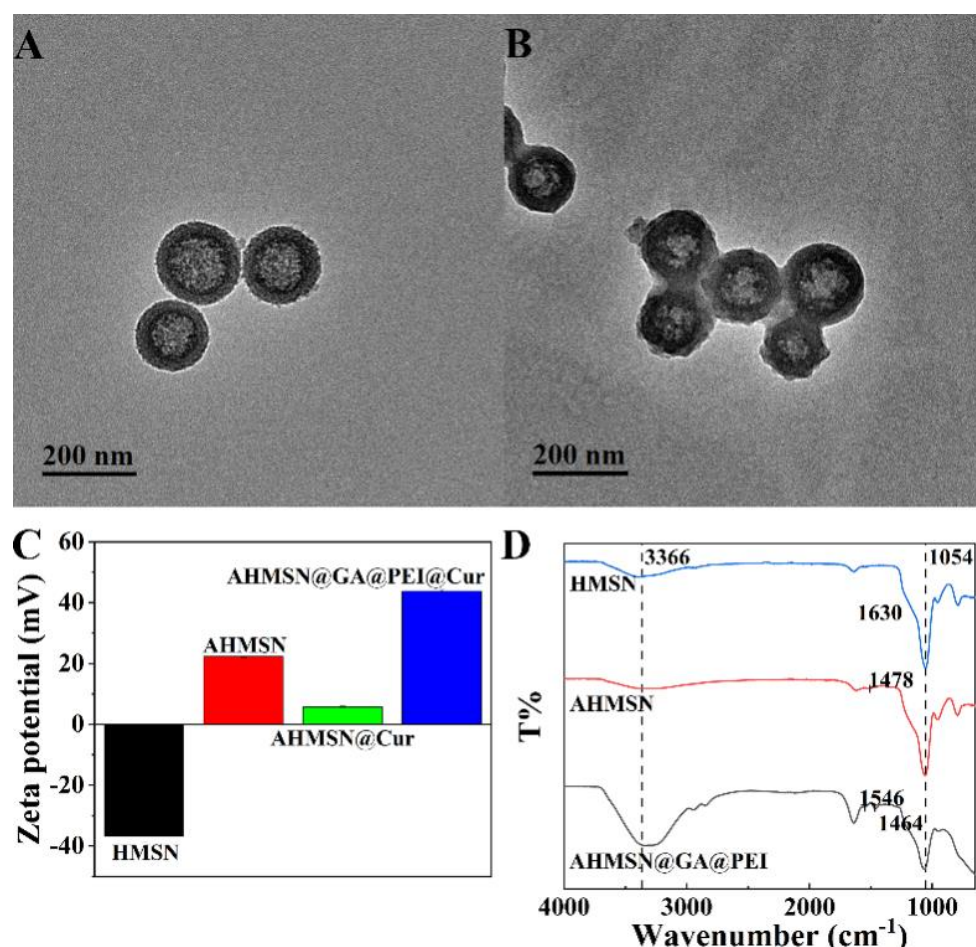 A
B
200 nm
200 nm
C
60
40
20
0
-20
-40
Zeta potential (mV)
AHMSN@GA@PEI@Cur
AHMSN
AHMSN@Cur
HMSN
D
3366
1054
HMSN
1630
1478
AHMSN
1546
1464
AHMSN@GA@PEI
T%
4000
3000
2000
1000
Wavenumber (cm⁻¹)